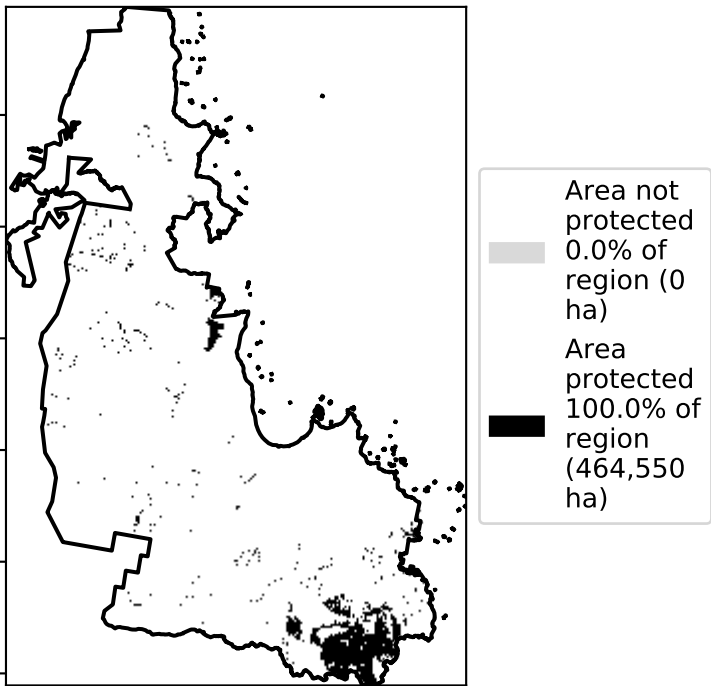 Area not
protected
0.0% of
region (0
ha)
Area
protected
100.0% of
region
(464,550
ha)